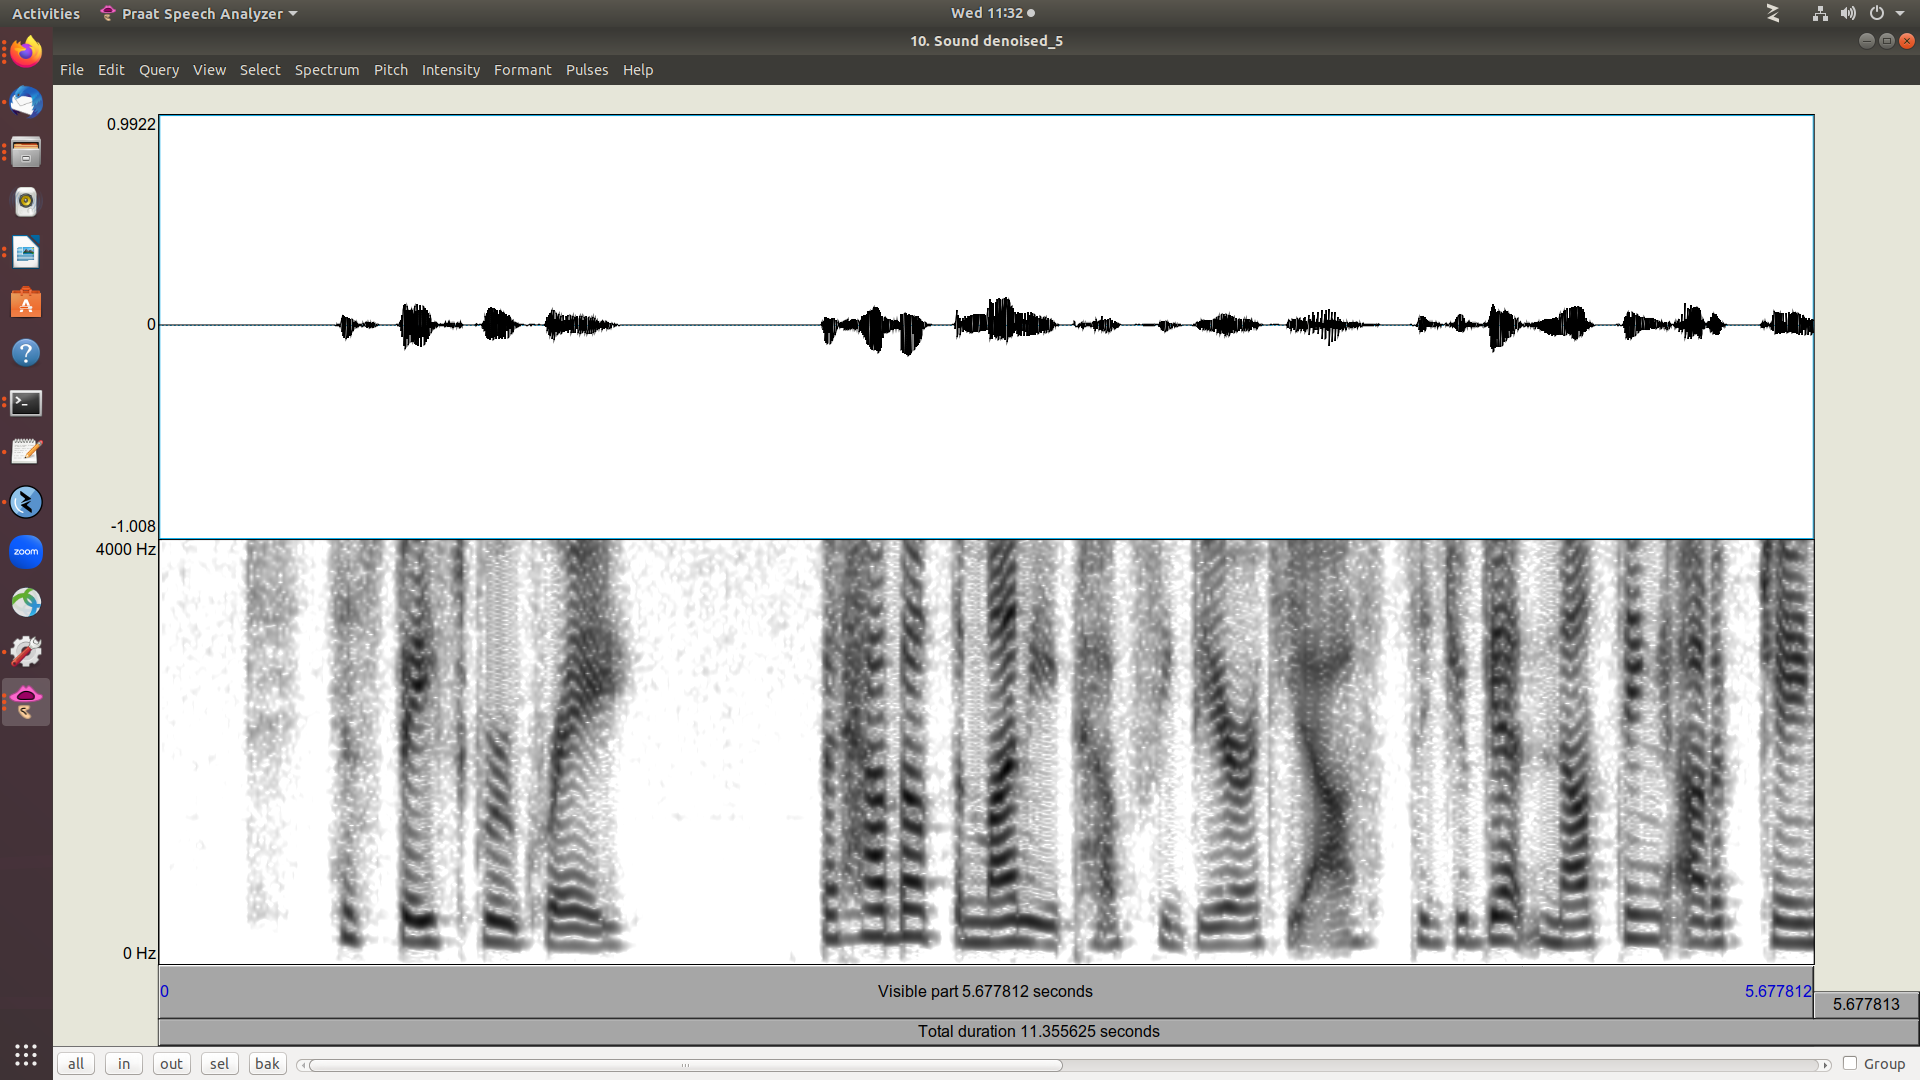 Activities Praat Speech Analyzer Wed 11:32
10. Sound denoised_5
File Edit Query View Select Spectrum Pitch Intensity Formant Pulses Help
0.9922
0
-1.008
4000 Hz
0 Hz
0 Visible part 5.677812 seconds 5.677812
5.677813
Total duration 11.355625 seconds
zoom
all in out sel bak Group